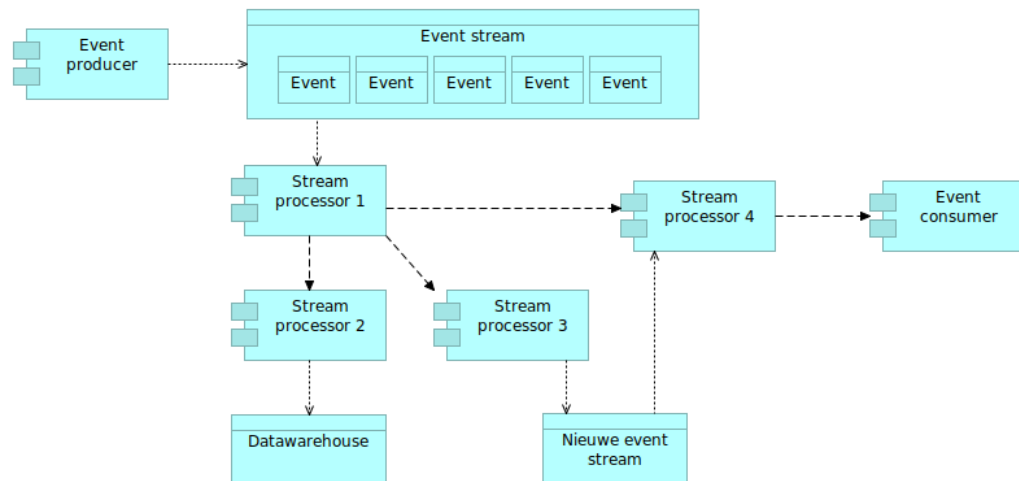 Event
producer
Event stream
Event
Event
Event
Event
Event
Stream
processor 1
Stream
processor 4
Event
consumer
Stream
processor 2
Stream
processor 3
Datawarehouse
Nieuwe event
stream